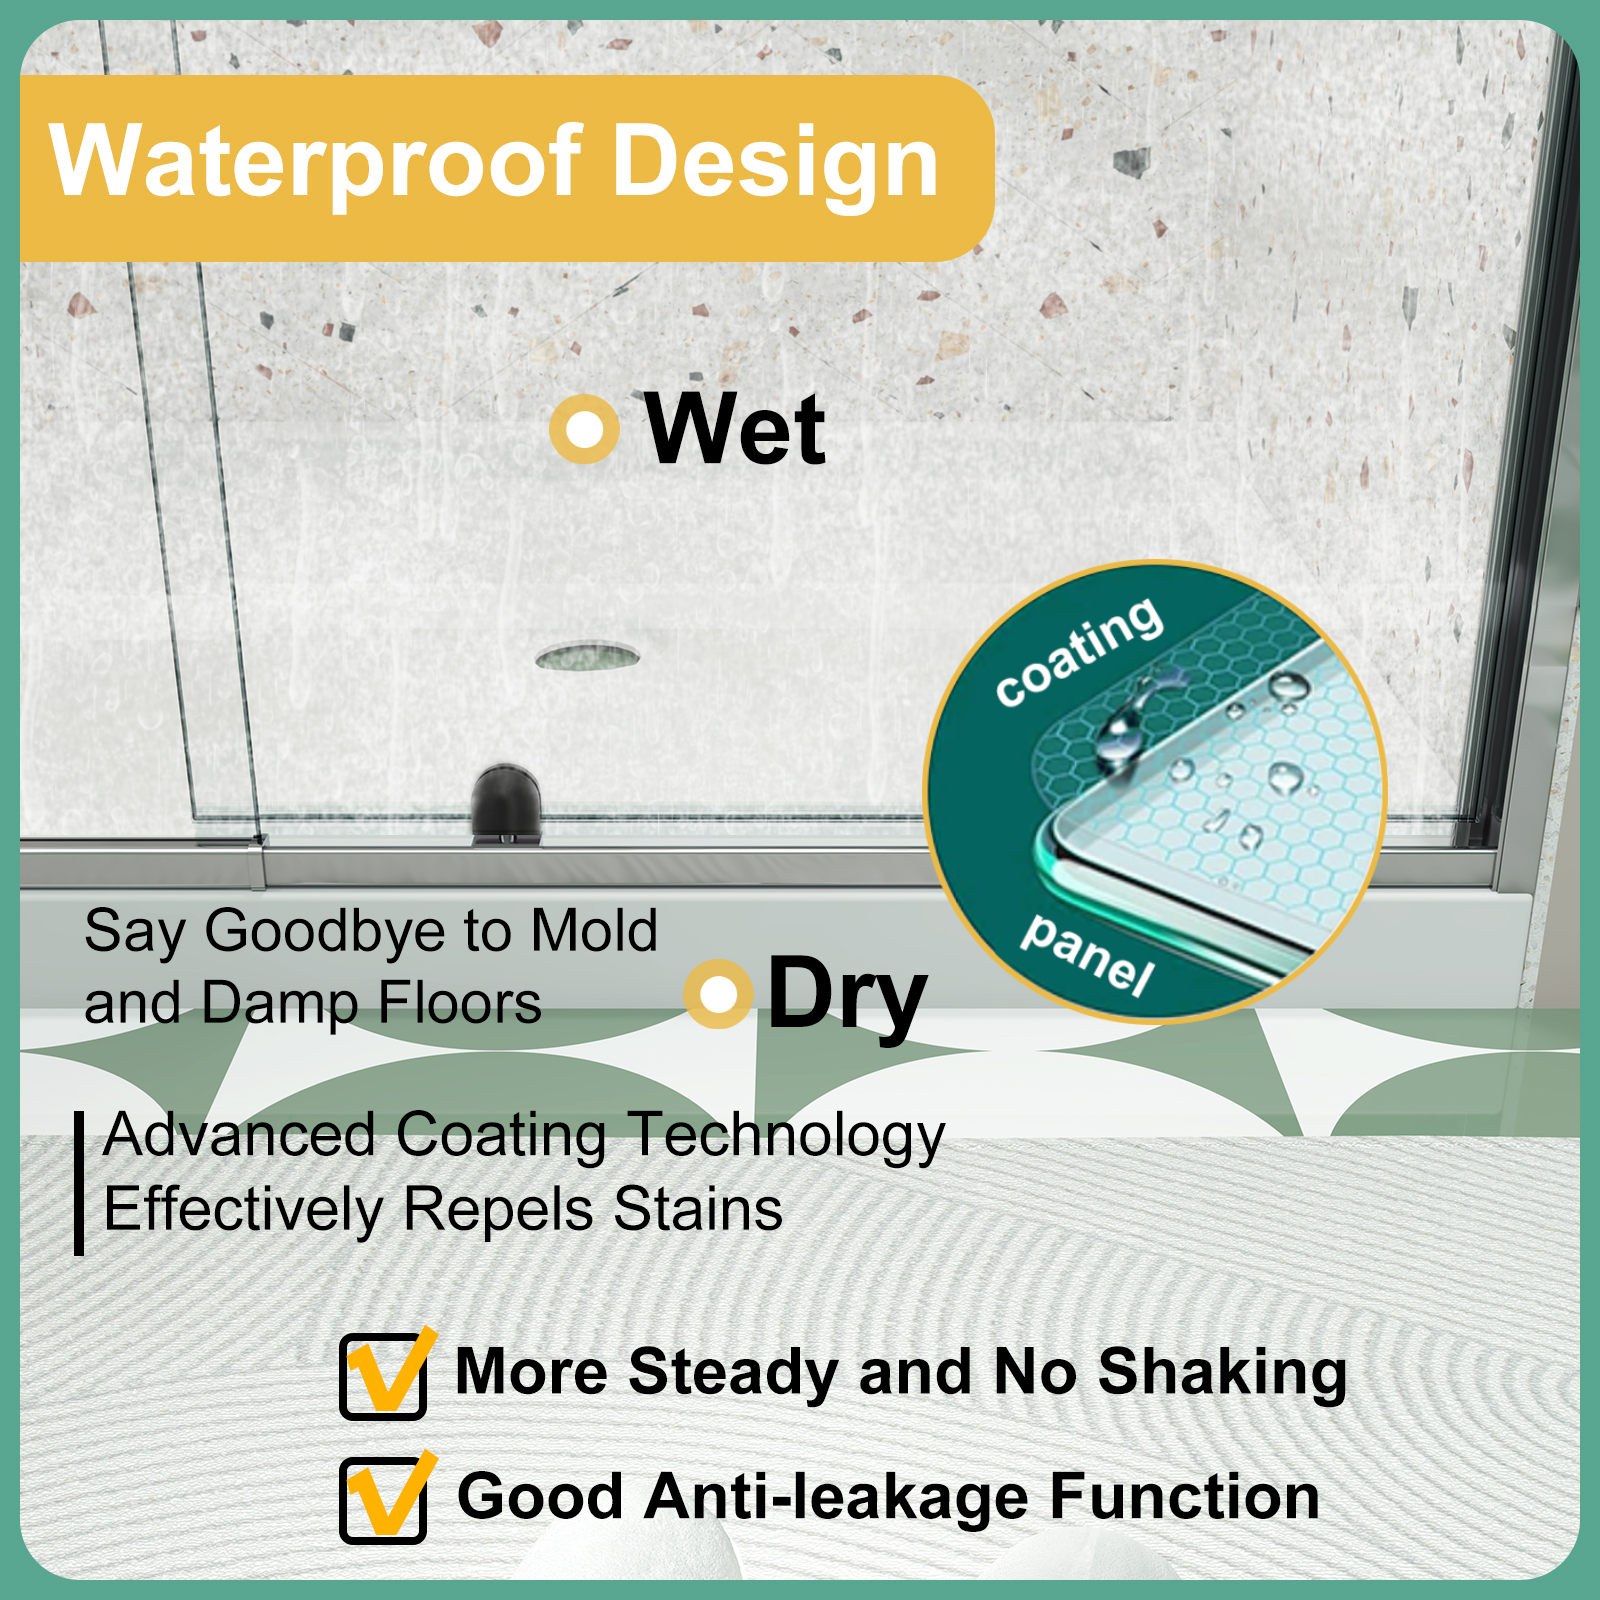 Waterproof Design
Wet
coating
panel
Say Goodbye to Mold
and Damp Floors
Dry
Advanced Coating Technology
Effectively Repels Stains
More Steady and No Shaking
Good Anti-leakage Function